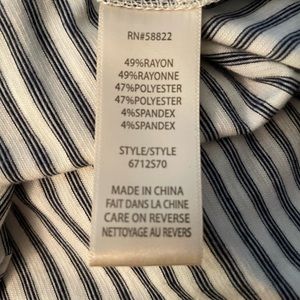 RN#58822
49%RAYON
49%RAYONNE
47%POLYESTER
47%POLYESTER
4%SPANDEX
4%SPANDEX
STYLE/STYLE
6712S70
MADE IN CHINA
FAIT DANS LA CHINE
CARE ON REVERSE
NETTOYAGE AU REVERS